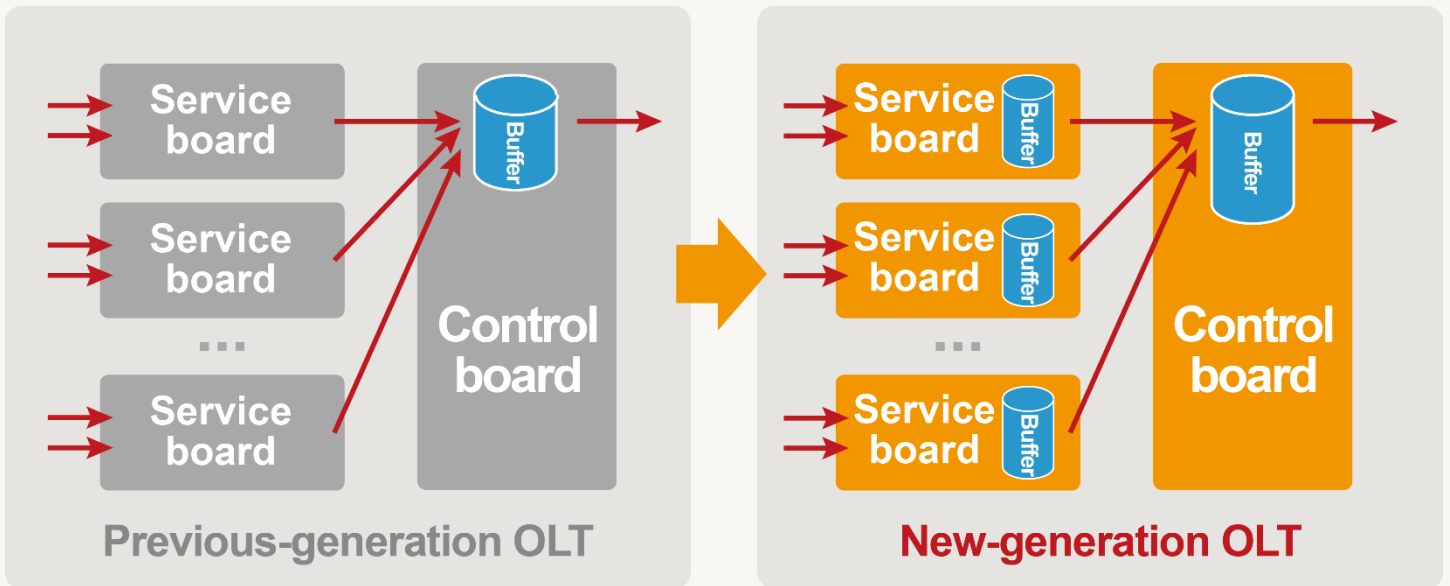 Service
board
Buffer
Service
board
...
Service
board
Control
board
Previous-generation OLT
Service
board
Buffer
Buffer
Service
board
Buffer
...
Service
board
Buffer
Control
board
New-generation OLT